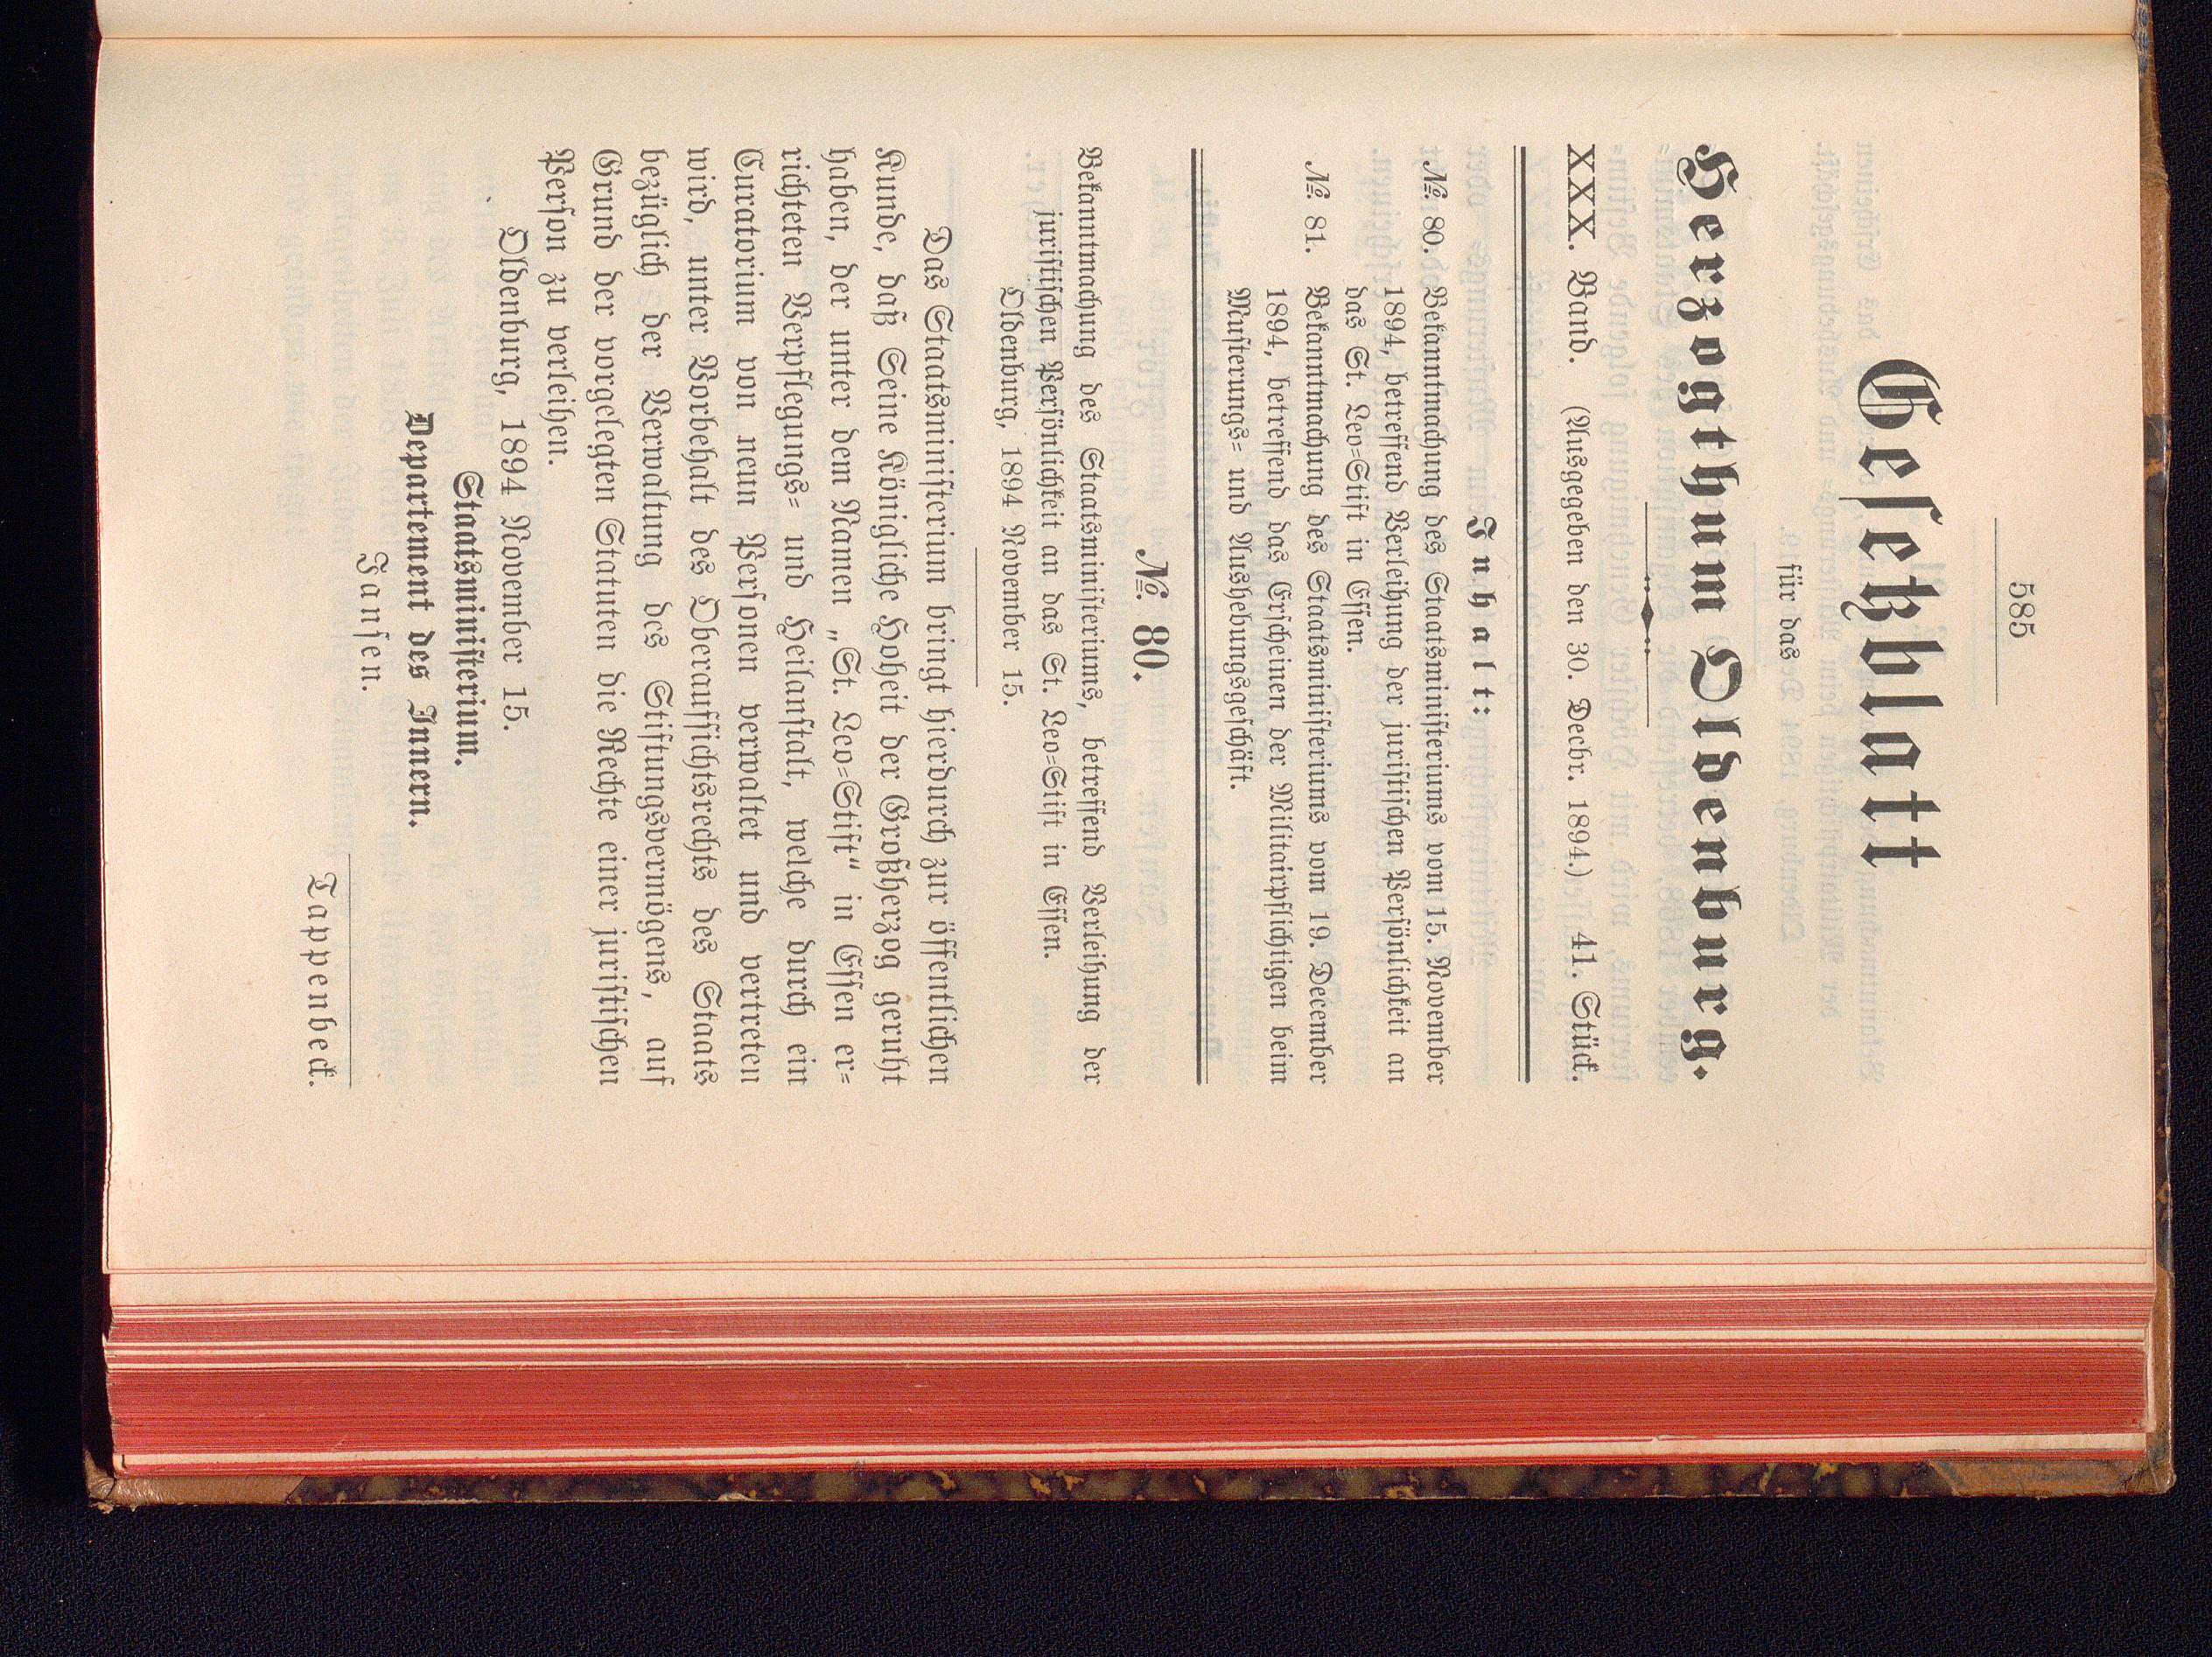 585
Gesetzblatt
für das
Herzogthum Oldenburg.
XXX. Band. (Ausgegeben den 30. Decbr. 1894.) 41. Stück.
Inhalt:
№. 80. Bekanntmachung des Staatsministeriums vom 15. November
1894, betreffend Verleihung der juristischen Persönlichkeit an
das St. Leo=Stift in Essen.
№. 81. Bekanntmachung des Staatsministeriums vom 19. December
1894, betreffend das Erscheinen der Militairpflichtigen beim
Musterungs= und Aushebungsgeschäft.
№. 80.
Bekanntmachung des Staatsministeriums, betreffend Verleihung der
juristischen Persönlichkeit an das St. Leo=Stift in Essen.
Oldenburg, 1894 November 15.
Das Staatsministerium bringt hierdurch zur öffentlichen
Kunde, daß Seine Königliche Hoheit der Großherzog geruht
haben, der unter dem Namen „St. Leo=Stift“ in Essen er=
richteten Verpflegungs= und Heilanstalt, welche durch ein
Curatorium von neun Personen verwaltet und vertreten
wird, unter Vorbehalt des Oberaufsichtsrechts des Staats
bezüglich der Verwaltung des Stiftungsvermögens, auf
Grund der vorgelegten Statuten die Rechte einer juristischen
Person zu verleihen.
Oldenburg, 1894 November 15.
Staatsministerium.
Departement des Innern.
Jansen.
Tappenbeck.